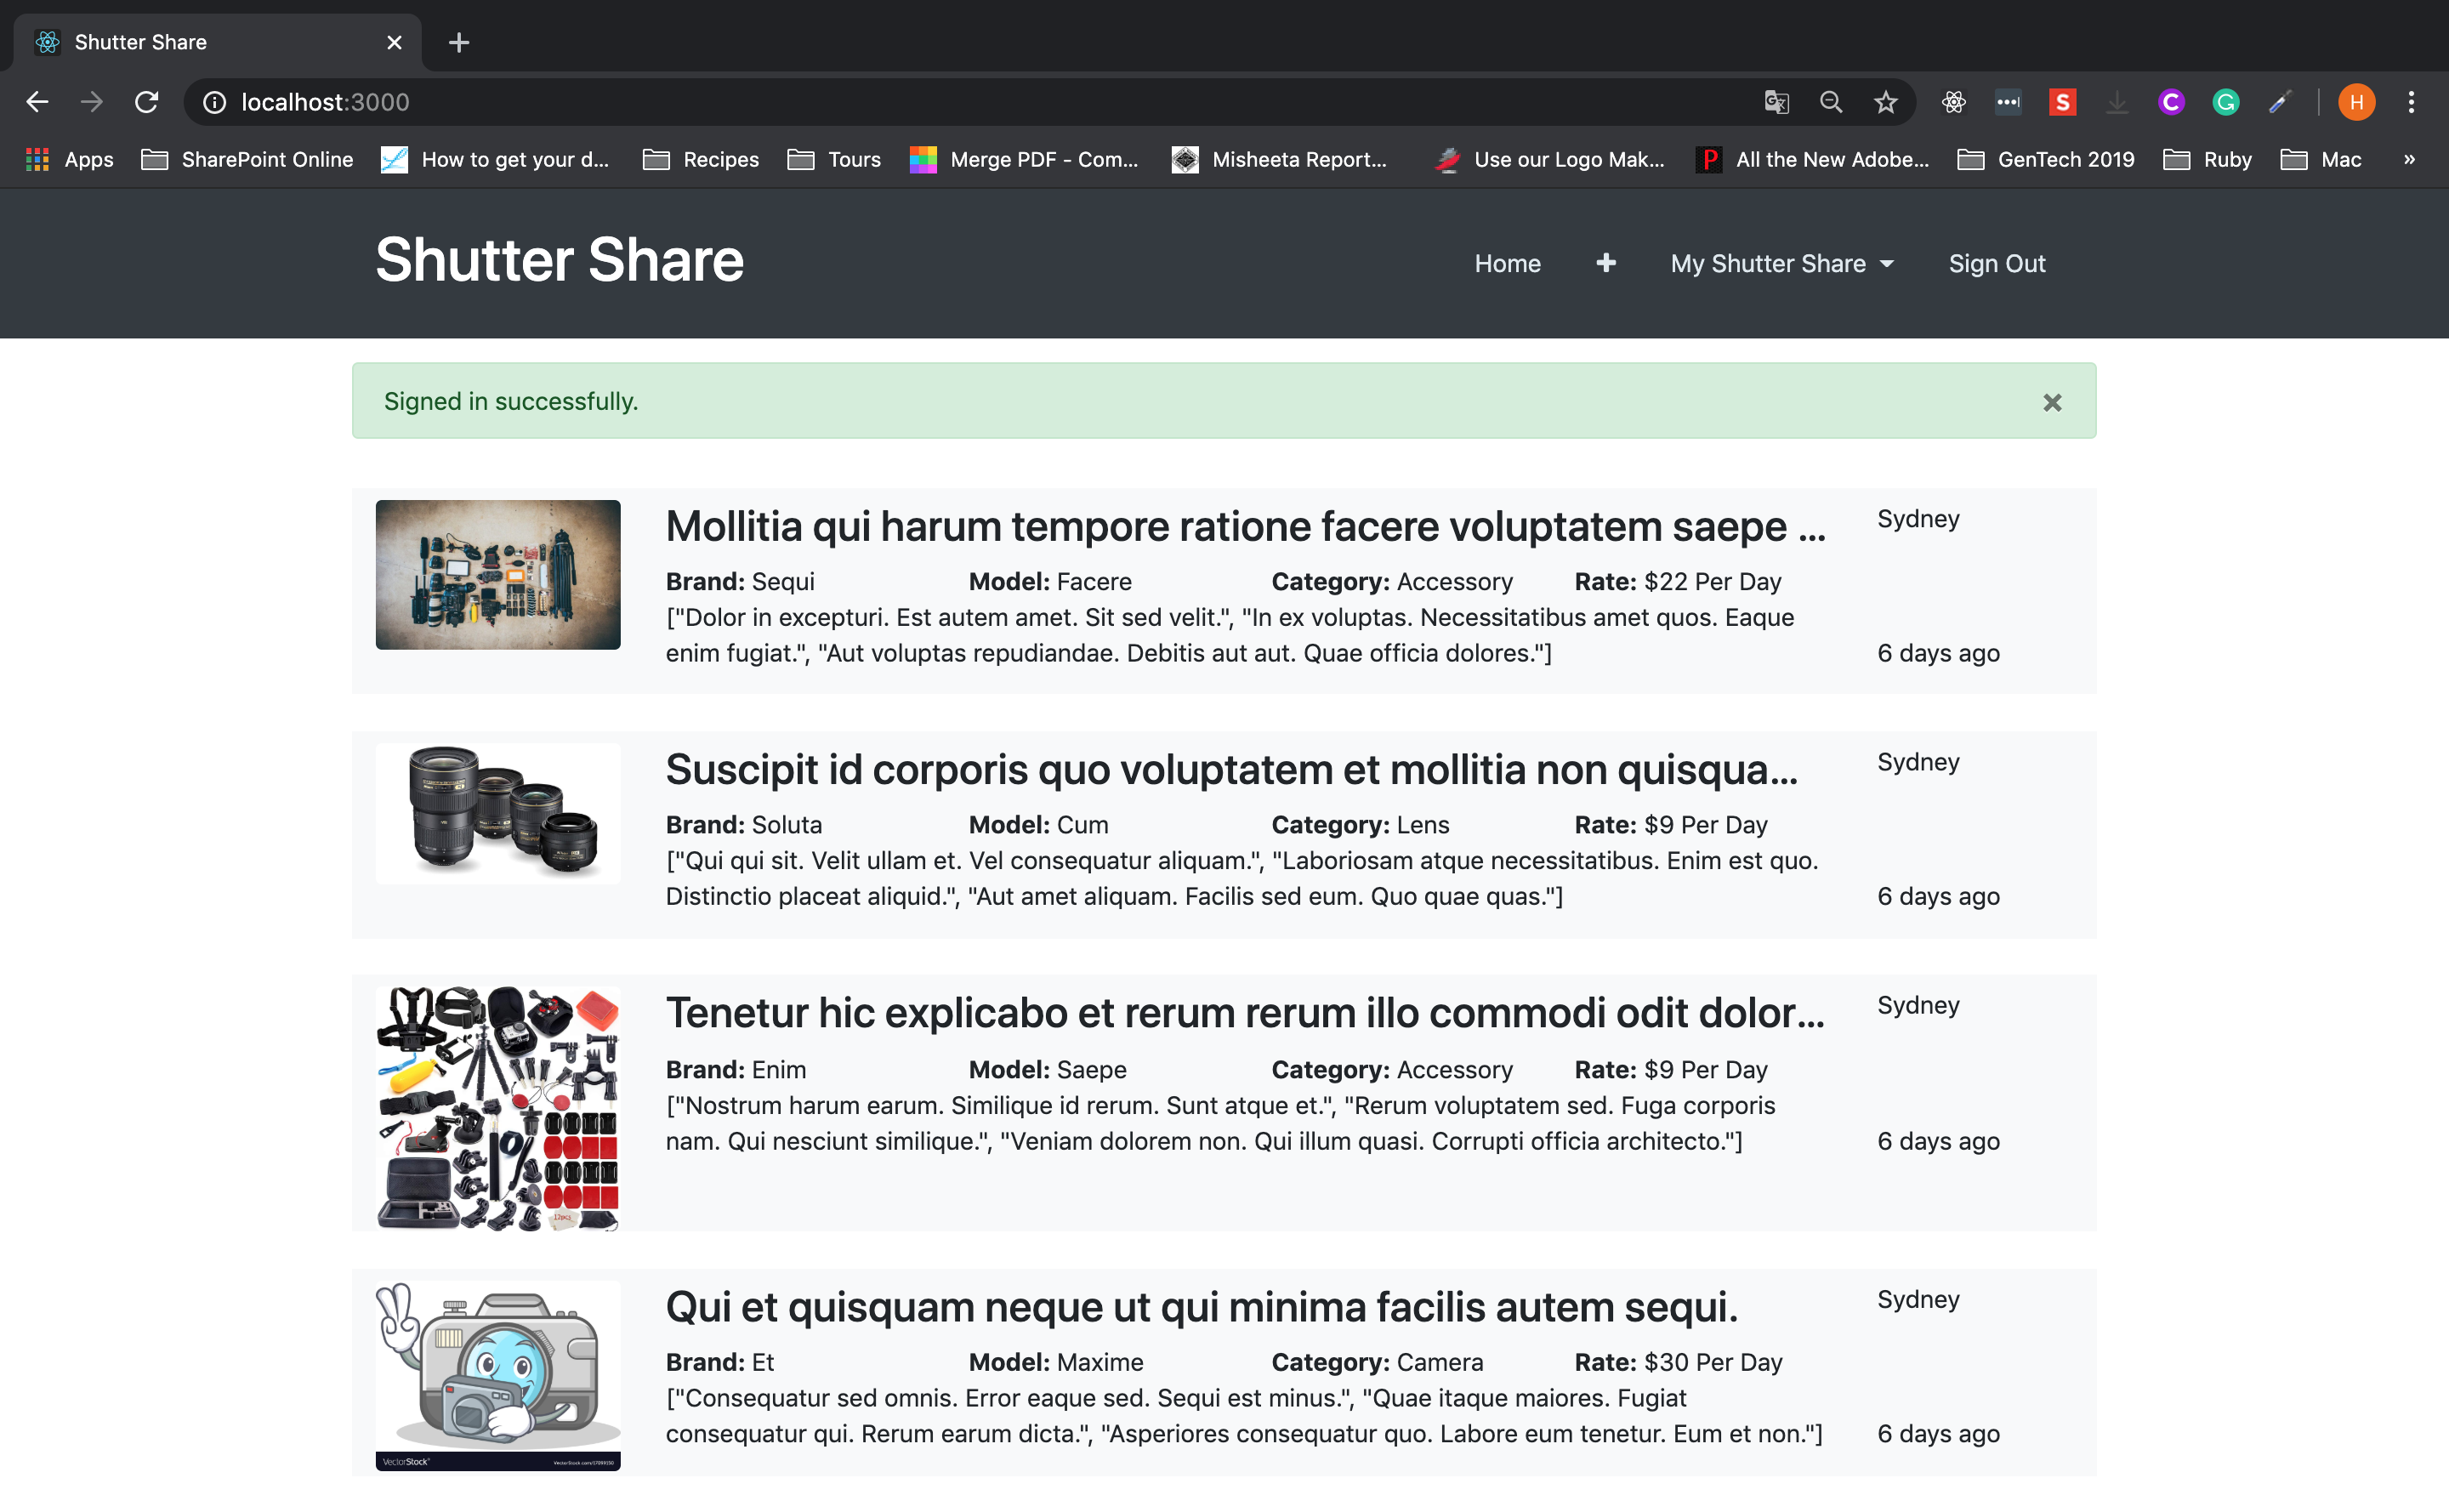 Shutter Share
localhost:3000
S
C
G
H
Apps
SharePoint Online
How to get your d...
Recipes
Tours
Merge PDF - Com...
Misheeta Report...
Use our Logo Mak...
P
All the New Adobe...
GenTech 2019
Ruby
Mac
»
Shutter Share
Home
My Shutter Share
Sign Out
Signed in successfully.
Mollitia qui harum tempore ratione facere voluptatem saepe ...
Sydney
Brand: Sequi Model: Facere Category: Accessory Rate: $22 Per Day
["Dolor in excepturi. Est autem amet. Sit sed velit.", "In ex voluptas. Necessitatibus amet quos. Eaque
enim fugiat.", "Aut voluptas repudiandae. Debitis aut aut. Quae officia dolores."]
6 days ago
Suscipit id corporis quo voluptatem et mollitia non quisqua...
Sydney
Brand: Soluta Model: Cum Category: Lens Rate: $9 Per Day
["Qui qui sit. Velit ullam et. Vel consequatur aliquam.", "Laboriosam atque necessitatibus. Enim est quo.
Distinctio placeat aliquid.", "Aut amet aliquam. Facilis sed eum. Quo quae quas."]
6 days ago
Tenetur hic explicabo et rerum rerum illo commodi odit dolor...
Sydney
Brand: Enim Model: Saepe Category: Accessory Rate: $9 Per Day
["Nostrum harum earum. Similique id rerum. Sunt atque et.", "Rerum voluptatem sed. Fuga corporis
nam. Qui nesciunt similique.", "Veniam dolorem non. Qui illum quasi. Corrupti officia architecto."]
6 days ago
12pcs
Qui et quisquam neque ut qui minima facilis autem sequi.
Sydney
Brand: Et Model: Maxime Category: Camera Rate: $30 Per Day
["Consequatur sed omnis. Error eaque sed. Sequi est minus.", "Quae itaque maiores. Fugiat
consequatur qui. Rerum earum dicta.", "Asperiores consequatur quo. Labore eum tenetur. Eum et non."]
6 days ago
VectorStock®